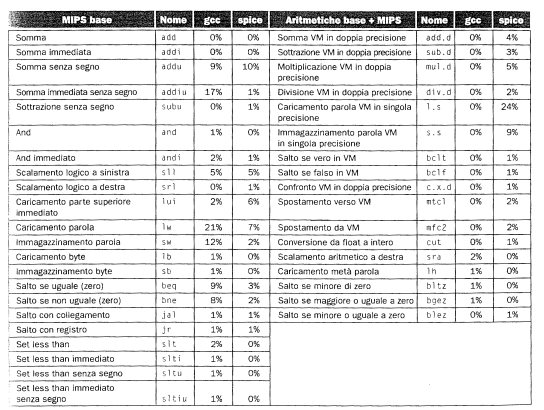 MIPS base Nome gcc spice Aritmetiche base + MIPS Nome gcc spice
Somma add 0% 0% Somma VM in doppia precisione add.d 0% 4%
Somma immediata addi 0% 0% Sottrazione VM in doppia precisione sub.d 0% 3%
Somma senza segno addu 9% 10% Moltiplicazione VM in doppia precisione mul.d 0% 5%
Somma immediata senza segno addiu 17% 1% Divisione VM in doppia precisione div.d 0% 2%
Sottrazione senza segno subu 0% 1% Caricamento parola VM in singola precisione l.s 0% 24%
And and 1% 0% Immagazzinamento parola VM in singola precisione s.s 0% 9%
And immediato andi 2% 1% Salto se vero in VM bclt 0% 1%
Scalamento logico a sinistra sll 5% 5% Salto se falso in VM bclf 0% 1%
Scalamento logico a destra srl 0% 1% Confronto VM in doppia precisione c.x.d 0% 1%
Caricamento parte superiore immediato lui 2% 6% Spostamento verso VM mtcl 0% 2%
Caricamento parola lw 21% 7% Spostamento da VM mfc2 0% 2%
Immagazzinamento parola sw 12% 2% Conversione da float a intero cut 0% 1%
Caricamento byte lb 1% 0% Scalamento aritmetico a destra sra 2% 0%
Immagazzinamento byte sb 1% 0% Caricamento metà parola lh 1% 0%
Salto se uguale (zero) beq 9% 3% Salto se minore di zero bltz 1% 0%
Salto se non uguale (zero) bne 8% 2% Salto se maggiore o uguale a zero bgez 1% 0%
Salto con collegamento jal 1% 1% Salto se minore o uguale a zero blez 0% 1%
Salto con registro jr 1% 1%
Set less than slt 2% 0%
Set less than immediato slti 1% 0%
Set less than senza segno sltu 1% 0%
Set less than immediato senza segno sltiu 1% 0%